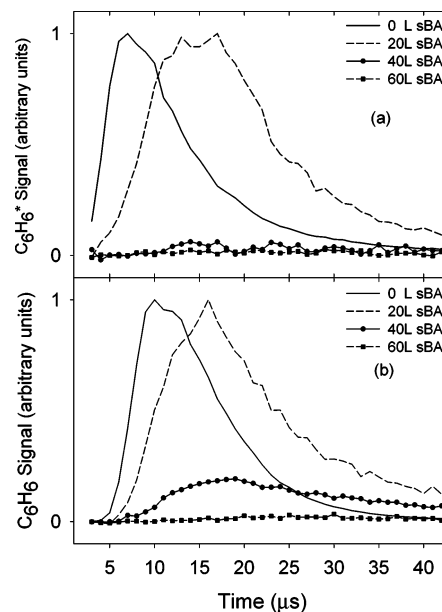 C6H6* Signal (arbitrary units)
1
0
0 L sBA
20L sBA
40L sBA
60L sBA
(a)
C6H6 Signal (arbitrary units)
1
0
0 L sBA
20L sBA
40L sBA
60L sBA
(b)
5 10 15 20 25 30 35 40
Time (μs)